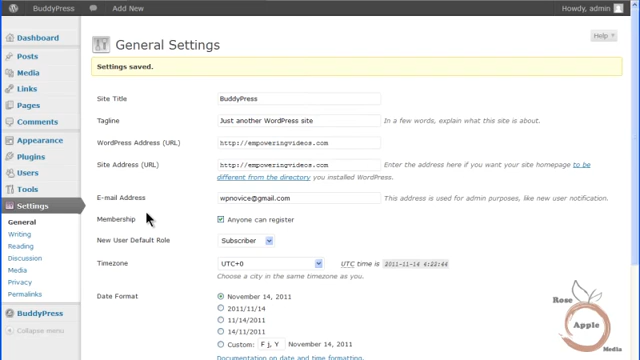 BuddyPress Add New Howdy, admin
Help
Dashboard
Posts
Media
Links
Pages
Comments
Appearance
Plugins
Users
Tools
Settings
General
Writing
Reading
Discussion
Media
Privacy
Permalinks
BuddyPress
Collapse menu
General Settings
Settings saved.
Site Title BuddyPress
Tagline Just another WordPress site In a few words, explain what this site is about.
WordPress Address (URL) http://empoweringvideos.com
Site Address (URL) http://empoweringvideos.com Enter the address here if you want your site homepage to be
different from the directory you installed WordPress.
E-mail Address wpnovice@gmail.com This address is used for admin purposes, like new user notification.
Membership Anyone can register
New User Default Role Subscriber
Timezone UTC+0 UTC time is 2011-11-14 4:22:44
Choose a city in the same timezone as you.
Date Format November 14, 2011
2011/11/14
11/14/2011
14/11/2011
Custom: F j, Y November 14, 2011
Documentation on date and time formatting.
Rose
Apple
Media